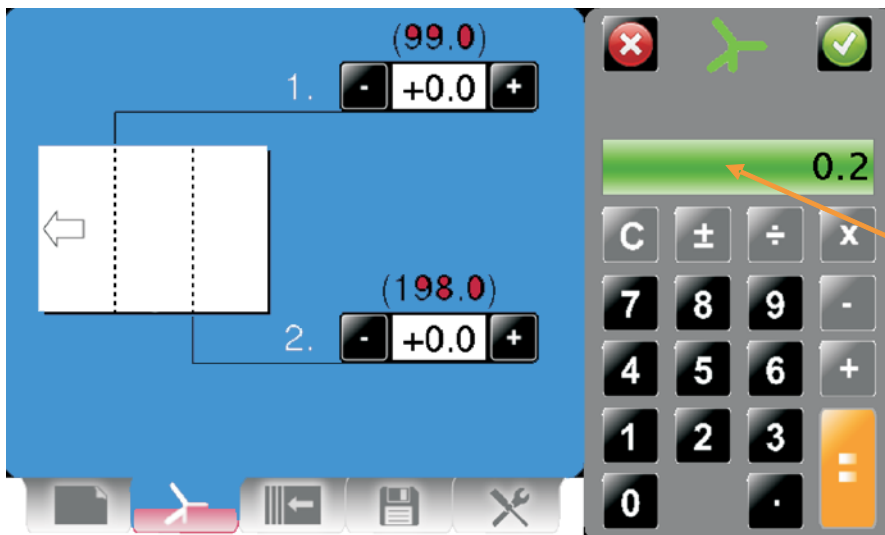 (99.0)
1. - +0.0 +
(198.0)
2. - +0.0 +
0.2
C ± ÷ x
7 8 9 -
4 5 6 +
1 2 3 =
0 .